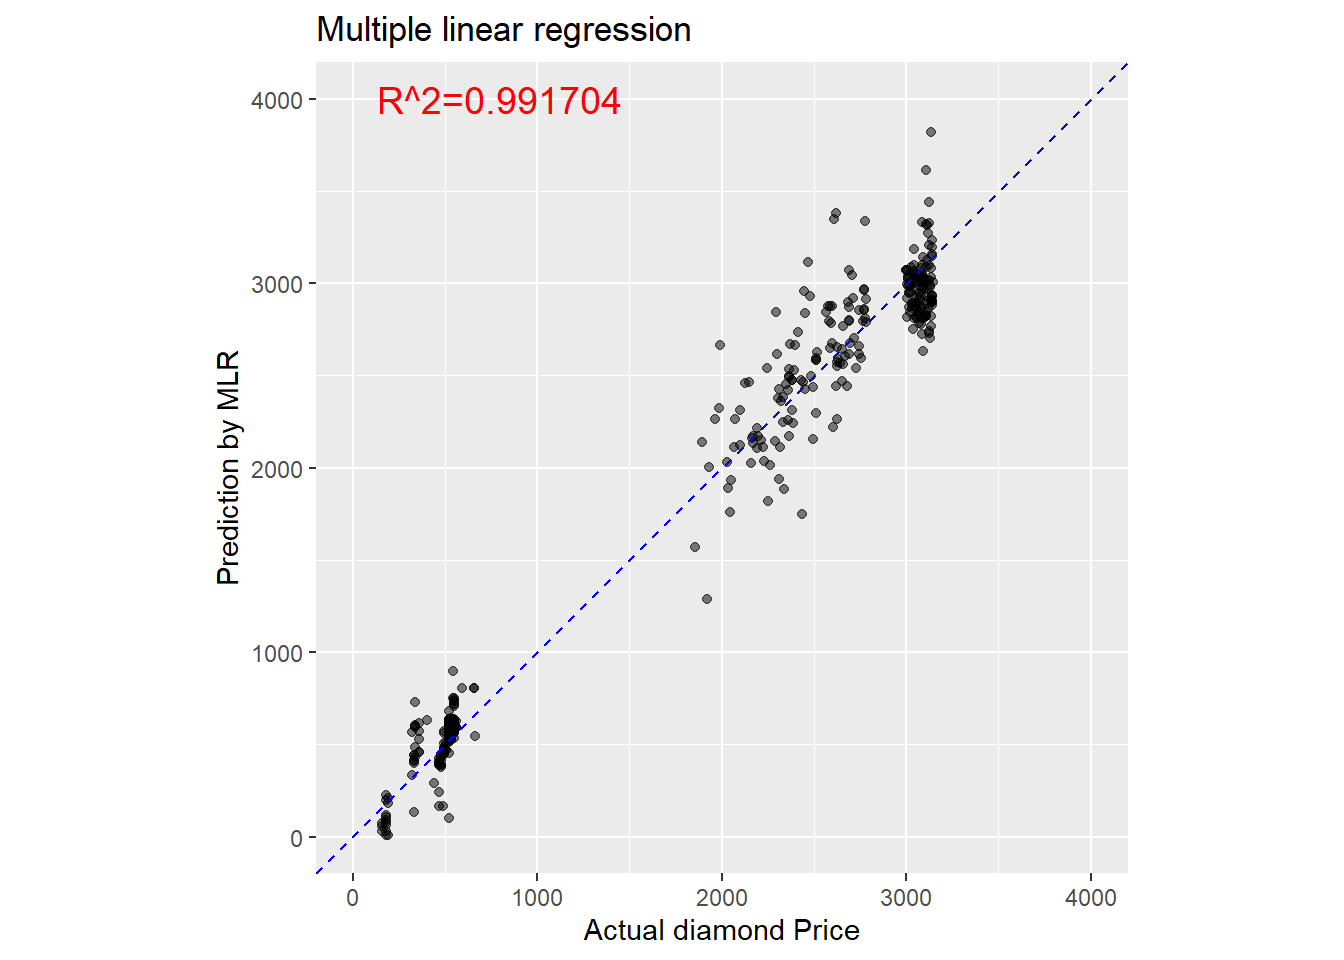 Multiple linear regression
R^2=0.991704
4000
3000
2000
1000
0
Prediction by MLR
0 1000 2000 3000 4000
Actual diamond Price